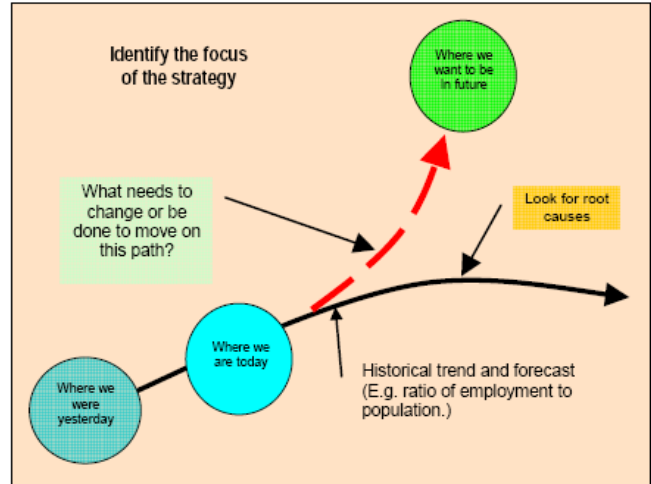 Identify the focus
of the strategy
Where we
want to be
in future
What needs to
change or be
done to move on
this path?
Look for root
causes
Where we
are today
Where we
were
yesterday
Historical trend and forecast
(E.g. ratio of employment to
population.)